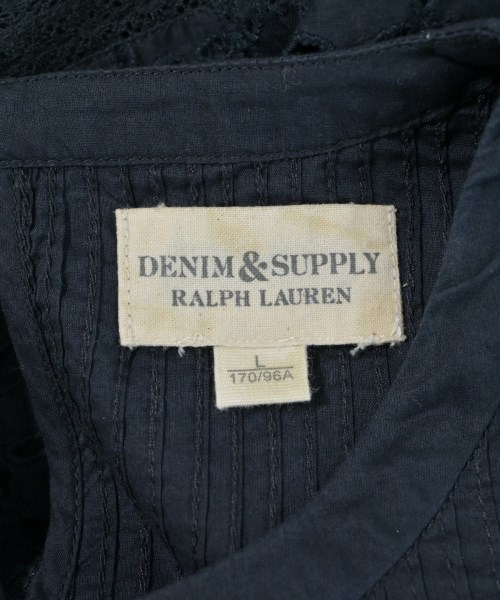 DENIM & SUPPLY
RALPH LAUREN
L
170/96A